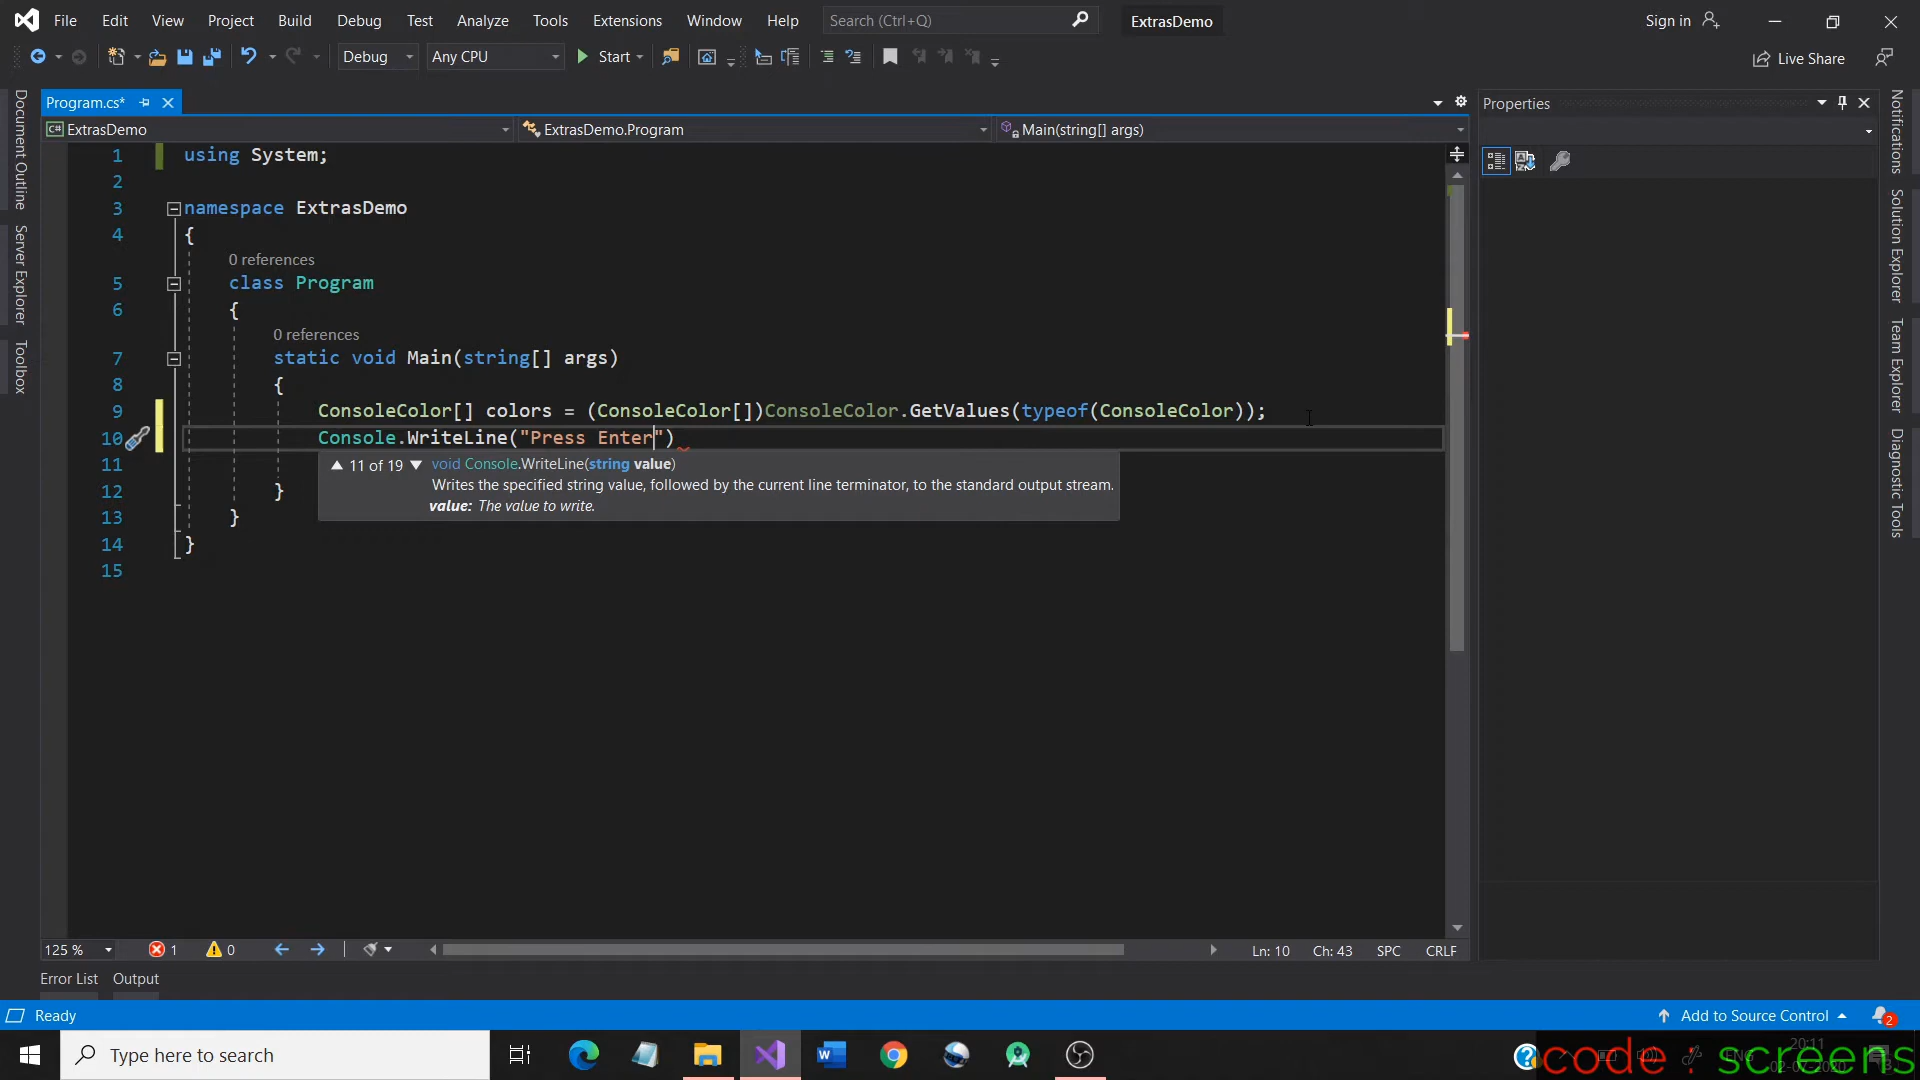 File Edit View Project Build Debug Test Analyze Tools Extensions Window Help Search (Ctrl+Q) ExtrasDemo Sign in
Debug Any CPU Start Live Share
Program.cs* Properties
ExtrasDemo ExtrasDemo.Program Main(string[] args)
1 using System;
2
3 namespace ExtrasDemo
4 {
0 references
5 class Program
6 {
0 references
7 static void Main(string[] args)
8 {
9 ConsoleColor[] colors = (ConsoleColor[])ConsoleColor.GetValues(typeof(ConsoleColor));
10 Console.WriteLine("Press Enter")
11
11 of 19 void Console.WriteLine(string value)
Writes the specified string value, followed by the current line terminator, to the standard output stream.
value: The value to write.
12 }
13 }
14 }
15
Document Outline
Server Explorer
Toolbox
Notifications
Solution Explorer
Team Explorer
Diagnostic Tools
125 % 1 0 Ln: 10 Ch: 43 SPC CRLF
Error List Output
Ready Add to Source Control 2
Type here to search
ENG 20:11
02-07-2020
code : screens